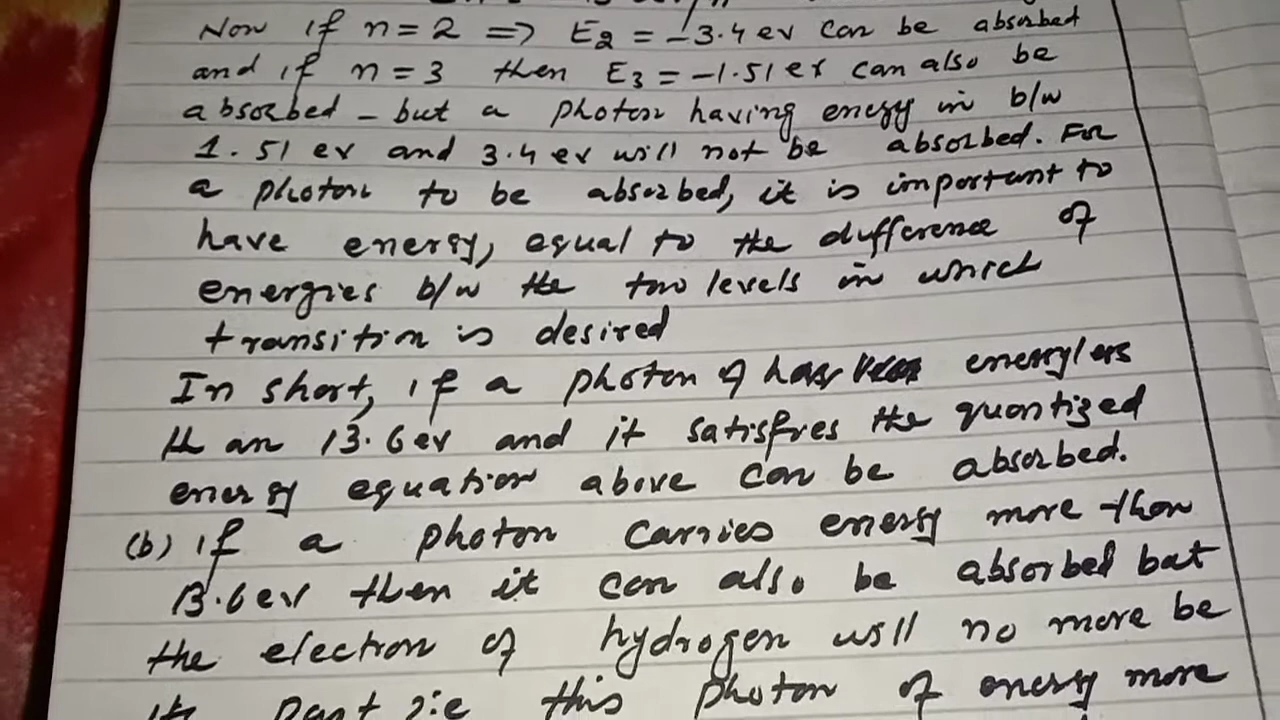 Now if n = 2 => E2 = -3.4 ev can be absorbed
and if n = 3 then E3 = -1.51 ev can also be
absorbed - but a photon having energy in b/w
1.51 ev and 3.4 ev will not be absorbed. For
a photon to be absorbed, it is important to
have energy, equal to the difference of
energies b/w the two levels in which
transition is desired
In short, if a photon of has energy less
than 13.6 ev and it satisfies the quantized
energy equation above can be absorbed.
(b) if a photon carries energy more than
13.6 ev then it can also be absorbed but
the electron of hydrogen will no more be
its part :ie this photon of energy more